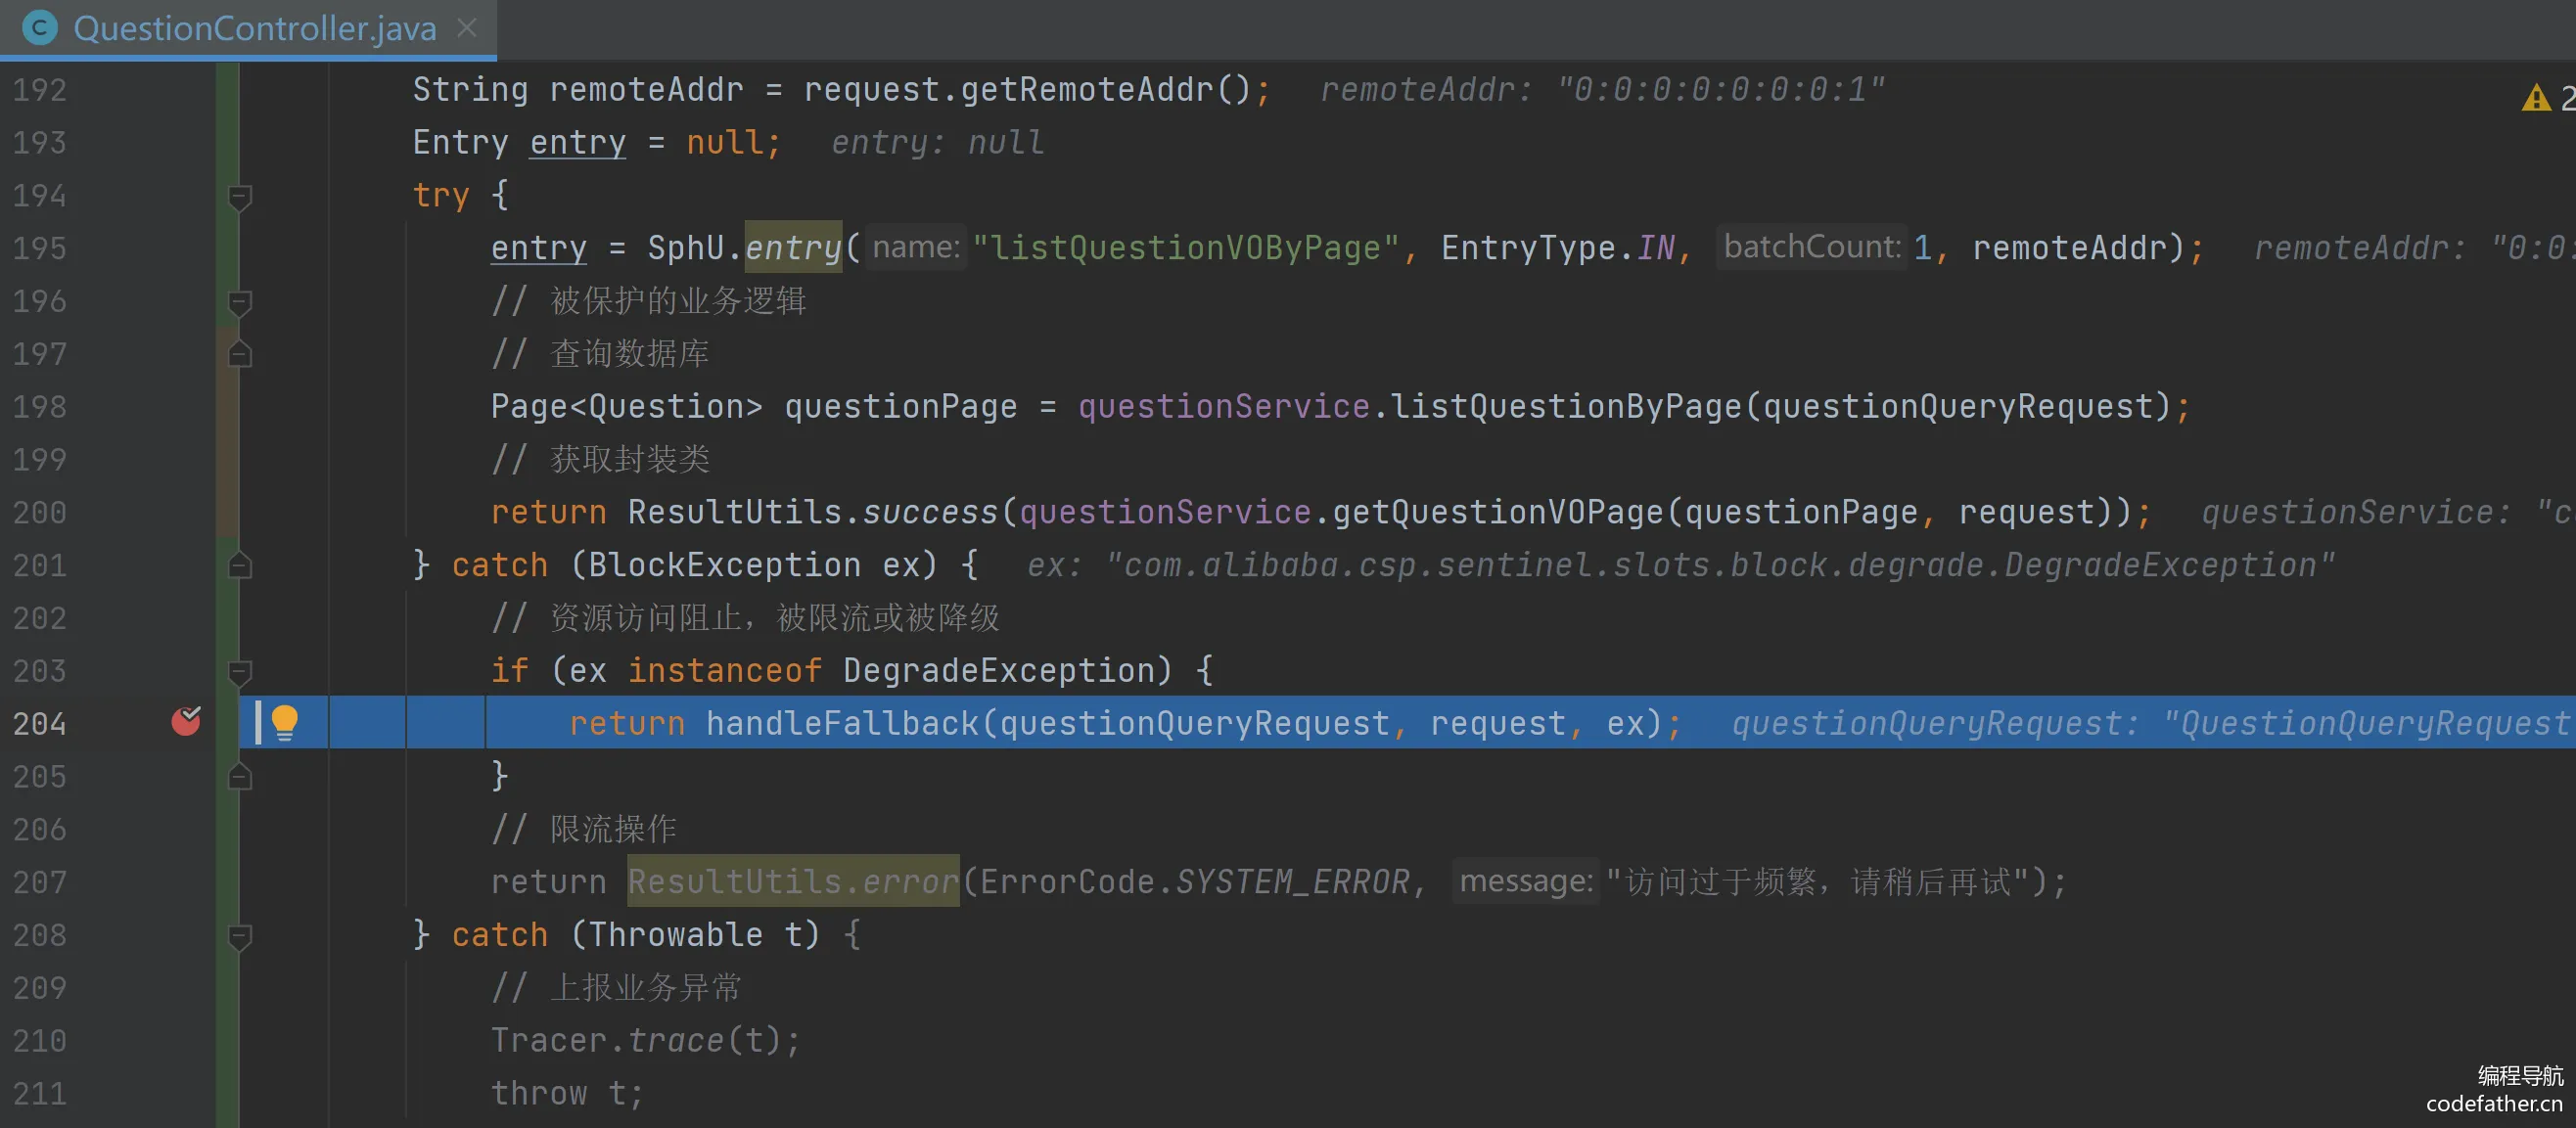 QuestionController.java
192 String remoteAddr = request.getRemoteAddr(); remoteAddr: "0:0:0:0:0:0:0:1"
2
193 Entry entry = null; entry: null
194 try {
195 entry = SphU.entry( name: "listQuestionVOByPage", EntryType.IN, batchCount: 1, remoteAddr); remoteAddr: "0:0:
196 // 被保护的业务逻辑
197 // 查询数据库
198 Page<Question> questionPage = questionService.listQuestionByPage(questionQueryRequest);
199 // 获取封装类
200 return ResultUtils.success(questionService.getQuestionVOPage(questionPage, request)); questionService: "c
201 } catch (BlockException ex) { ex: "com.alibaba.csp.sentinel.slots.block.degrade.DegradeException"
202 // 资源访问阻止，被限流或被降级
203 if (ex instanceof DegradeException) {
204 return handleFallback(questionQueryRequest, request, ex); questionQueryRequest: "QuestionQueryRequest
205 }
206 // 限流操作
207 return ResultUtils.error(ErrorCode.SYSTEM_ERROR, message: "访问过于频繁，请稍后再试");
208 } catch (Throwable t) {
209 // 上报业务异常
210 Tracer.trace(t);
211 throw t;
编程导航
codefather.cn